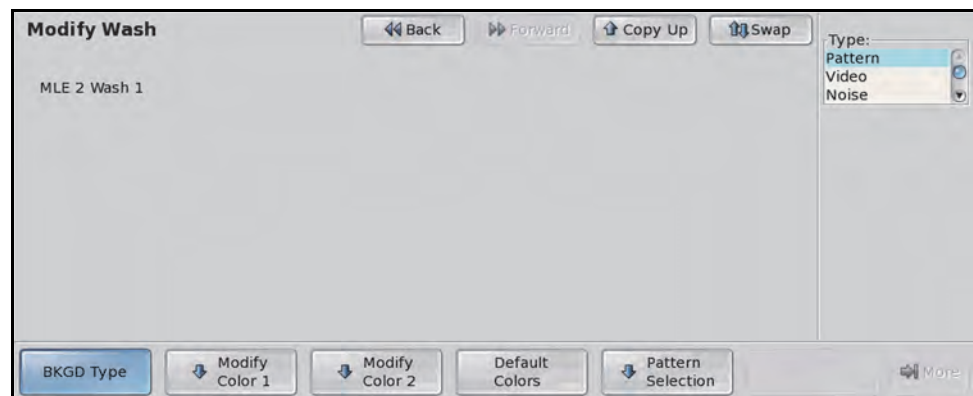 Modify Wash
Back
Forward
Copy Up
Swap
Type:
Pattern
Video
Noise
MLE 2 Wash 1
BKGD Type
Modify
Color 1
Modify
Color 2
Default
Colors
Pattern
Selection
More